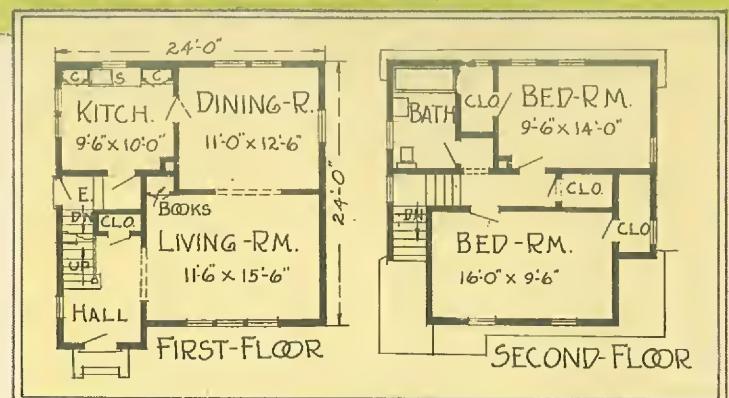 24'-0"
C. S. C.
KITCH.
9'-6" x 10'-0"
DINING-R.
11'-0" x 12'-6"
24'-0"
E.
DN
CLO.
UP
BOOKS
LIVING-RM.
11'-6" x 15'-6"
HALL
FIRST-FLOOR
BATH
CLO.
BED-RM.
9'-6" x 14'-0"
CLO.
CLO
DN
BED-RM.
16'-0" x 9'-6"
SECOND-FLOOR